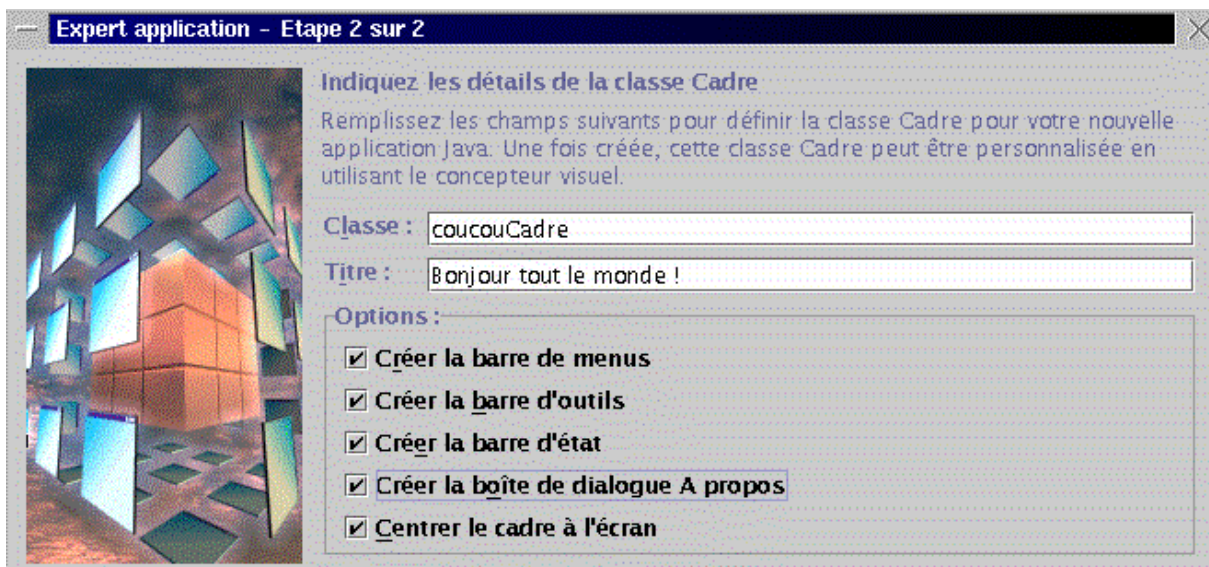 Expert application - Etape 2 sur 2
Indiquez les détails de la classe Cadre
Remplissez les champs suivants pour définir la classe Cadre pour votre nouvelle
application Java. Une fois créée, cette classe Cadre peut être personnalisée en
utilisant le concepteur visuel.
Classe : coucouCadre
Titre : Bonjour tout le monde !
Options :
Créer la barre de menus
Créer la barre d'outils
Créer la barre d'état
Créer la boîte de dialogue A propos
Centrer le cadre à l'écran